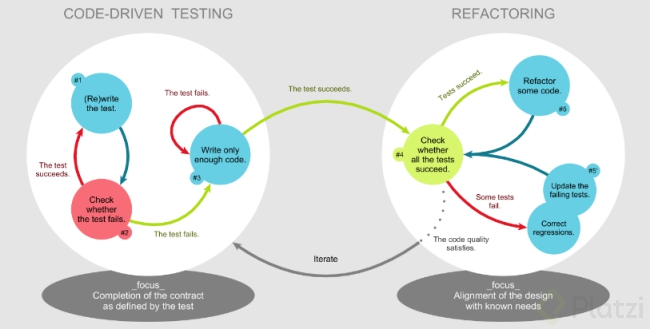 CODE-DRIVEN TESTING
REFACTORING
#1
(Re)write
the test.
The test fails.
The test
succeeds.
Check
whether
the test fails.
#2
The test fails.
Write only
enough code.
#3
The test succeeds.
Tests succeed.
Refactor
some code.
#5
#4
Check
whether
all the tests
succeed.
#5'
Update the
failing tests.
Some tests
fail.
Correct
regressions.
The code quality
satisfies.
Iterate
_focus_
Completion of the contract
as defined by the test
_focus_
Alignment of the design
with known needs
Platzi